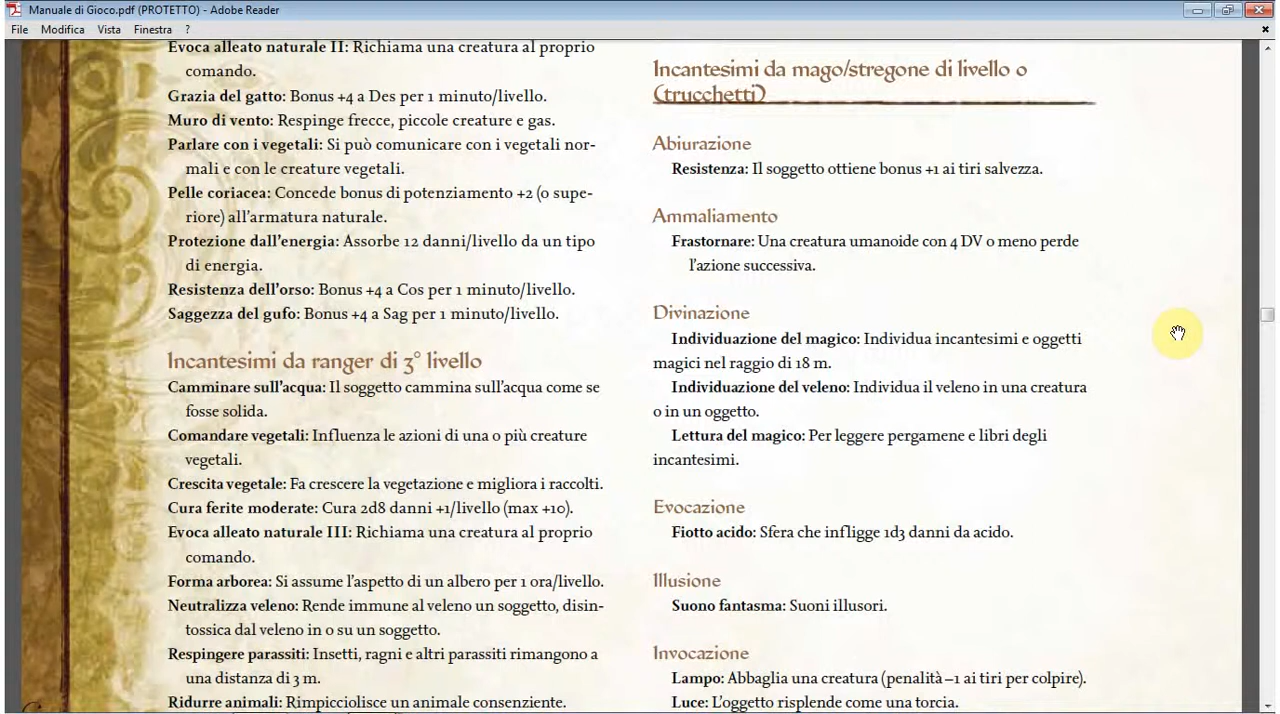 Manuale di Gioco.pdf (PROTETTO) - Adobe Reader
File Modifica Vista Finestra ?
Evoca alleato naturale II: Richiama una creatura al proprio
comando.
Grazia del gatto: Bonus +4 a Des per 1 minuto/livello.
Muro di vento: Respinge frecce, piccole creature e gas.
Parlare con i vegetali: Si può comunicare con i vegetali nor-
mali e con le creature vegetali.
Pelle coriacea: Concede bonus di potenziamento +2 (o supe-
riore) all'armatura naturale.
Protezione dall'energia: Assorbe 12 danni/livello da un tipo
di energia.
Resistenza dell'orso: Bonus +4 a Cos per 1 minuto/livello.
Saggezza del gufo: Bonus +4 a Sag per 1 minuto/livello.
Incantesimi da ranger di 3° livello
Camminare sull'acqua: Il soggetto cammina sull'acqua come se
fosse solida.
Comandare vegetali: Influenza le azioni di una o più creature
vegetali.
Crescita vegetale: Fa crescere la vegetazione e migliora i raccolti.
Cura ferite moderate: Cura 2d8 danni +1/livello (max +10).
Evoca alleato naturale III: Richiama una creatura al proprio
comando.
Forma arborea: Si assume l'aspetto di un albero per 1 ora/livello.
Neutralizza veleno: Rende immune al veleno un soggetto, disin-
tossica dal veleno in o su un soggetto.
Respingere parassiti: Insetti, ragni e altri parassiti rimangono a
una distanza di 3 m.
Ridurre animali: Rimpicciolisce un animale consenziente.
Incantesimi da mago/stregone di livello 0
(trucchetti)
Abiurazione
Resistenza: Il soggetto ottiene bonus +1 ai tiri salvezza.
Ammaliamento
Frastornare: Una creatura umanoide con 4 DV o meno perde
l'azione successiva.
Divinazione
Individuazione del magico: Individua incantesimi e oggetti
magici nel raggio di 18 m.
Individuazione del veleno: Individua il veleno in una creatura
o in un oggetto.
Lettura del magico: Per leggere pergamene e libri degli
incantesimi.
Evocazione
Fiotto acido: Sfera che infligge 1d3 danni da acido.
Illusione
Suono fantasma: Suoni illusori.
Invocazione
Lampo: Abbaglia una creatura (penalità –1 ai tiri per colpire).
Luce: L'oggetto risplende come una torcia.